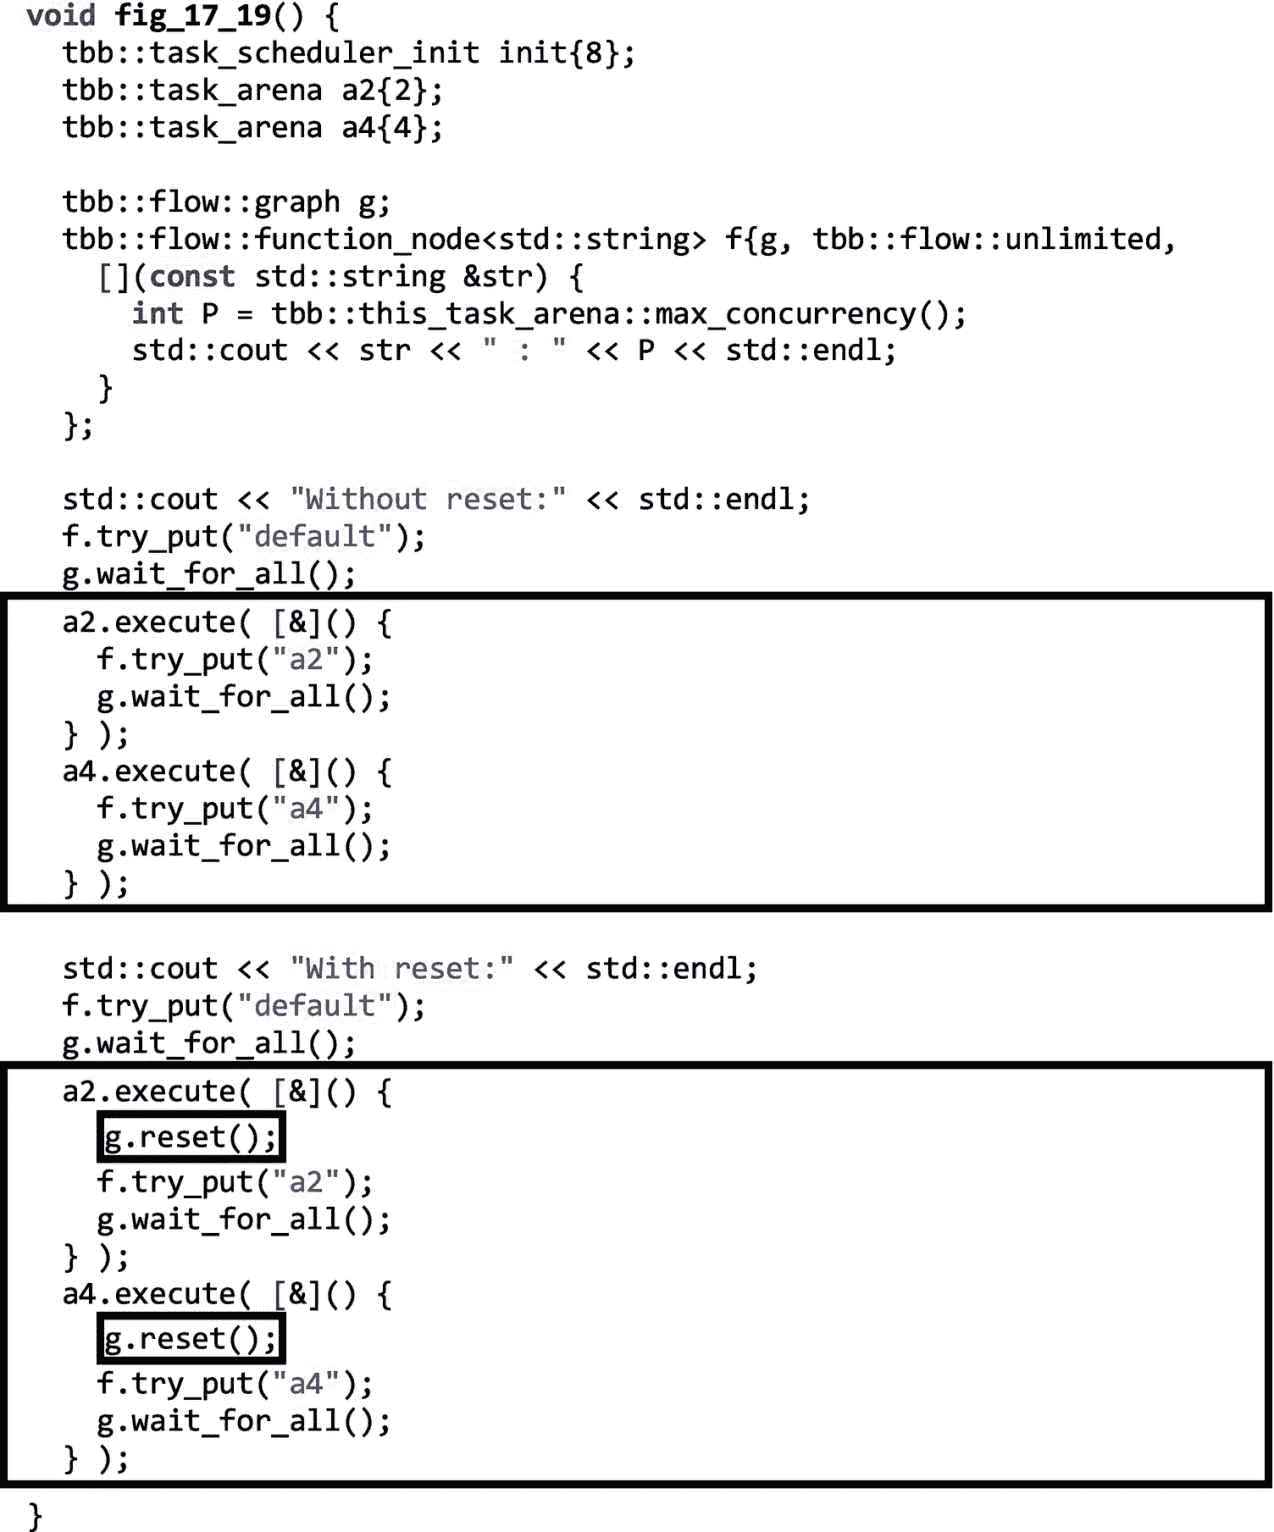 void fig_17_19() {
  tbb::task_scheduler_init init{8};
  tbb::task_arena a2{2};
  tbb::task_arena a4{4};

  tbb::flow::graph g;
  tbb::flow::function_node<std::string> f{g, tbb::flow::unlimited,
    [](const std::string &str) {
      int P = tbb::this_task_arena::max_concurrency();
      std::cout << str << " : " << P << std::endl;
    }
  };

  std::cout << "Without reset:" << std::endl;
  f.try_put("default");
  g.wait_for_all();
  a2.execute( [&]() {
    f.try_put("a2");
    g.wait_for_all();
  } );
  a4.execute( [&]() {
    f.try_put("a4");
    g.wait_for_all();
  } );

  std::cout << "With reset:" << std::endl;
  f.try_put("default");
  g.wait_for_all();
  a2.execute( [&]() {
    g.reset();
    f.try_put("a2");
    g.wait_for_all();
  } );
  a4.execute( [&]() {
    g.reset();
    f.try_put("a4");
    g.wait_for_all();
  } );
}